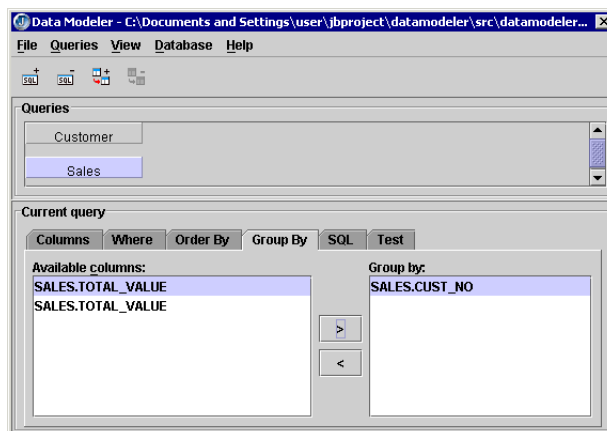 Data Modeler - C:\Documents and Settings\user\jbproject\datamodeler\src\datamodeler...
File Queries View Database Help
SQL SQL
Queries
Customer
Sales
Current query
Columns Where Order By Group By SQL Test
Available columns: Group by:
SALES.TOTAL_VALUE SALES.CUST_NO
SALES.TOTAL_VALUE
>
<